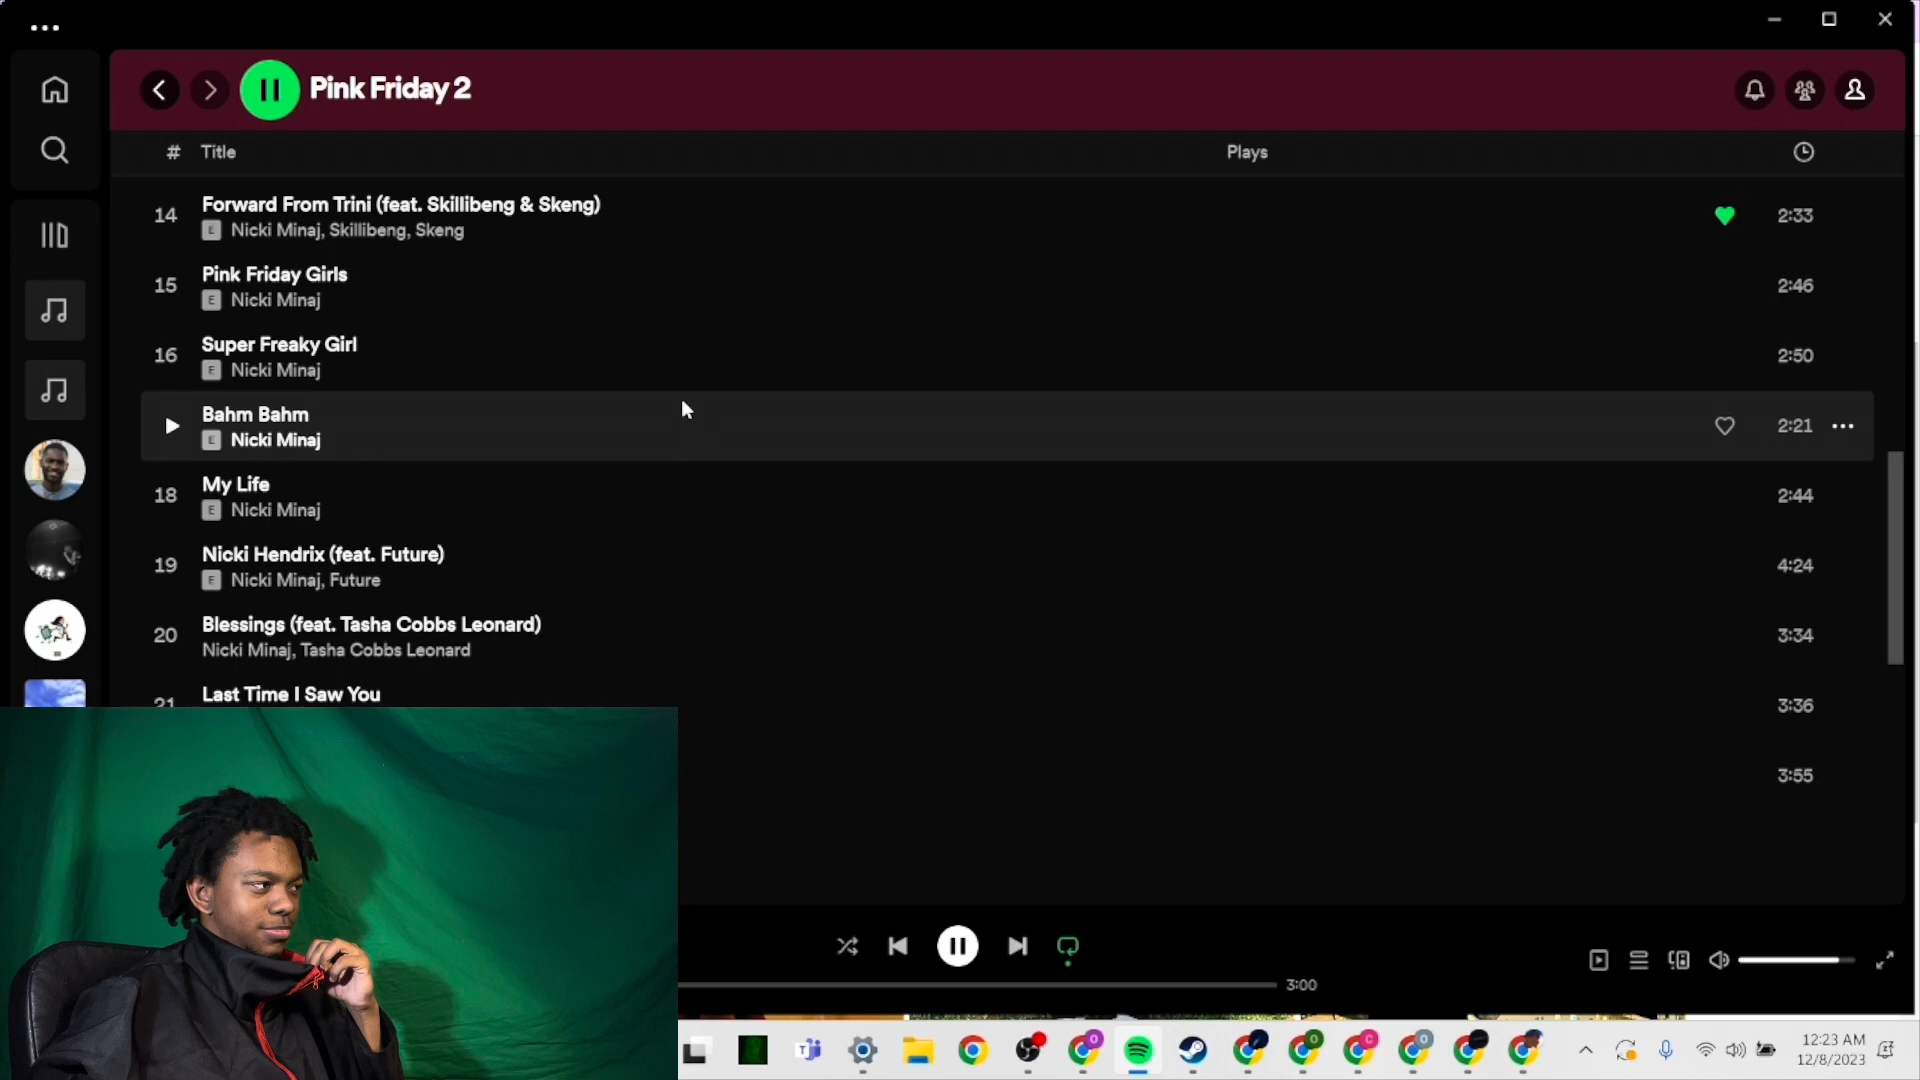 Pink Friday 2
# Title Plays
14 Forward From Trini (feat. Skillibeng & Skeng) 2:33
E Nicki Minaj, Skillibeng, Skeng
15 Pink Friday Girls 2:46
E Nicki Minaj
16 Super Freaky Girl 2:50
E Nicki Minaj
Bahm Bahm 2:21
E Nicki Minaj
18 My Life 2:44
E Nicki Minaj
19 Nicki Hendrix (feat. Future) 4:24
E Nicki Minaj, Future
20 Blessings (feat. Tasha Cobbs Leonard) 3:34
Nicki Minaj, Tasha Cobbs Leonard
21 Last Time I Saw You 3:36
3:55
3:00
12:23 AM
12/8/2023